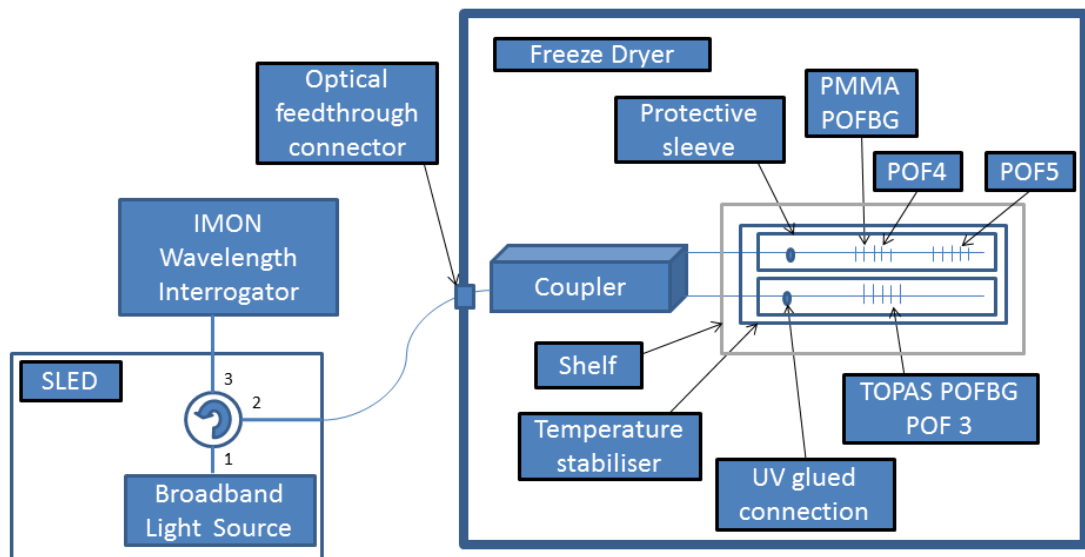 Freeze Dryer
Optical
feedthrough
connector
Protective
sleeve
PMMA
POFBG
POF4
POF5
IMON
Wavelength
Interrogator
Coupler
SLED
3
2
1
Broadband
Light Source
Shelf
Temperature
stabiliser
UV glued
connection
TOPAS POFBG
POF 3